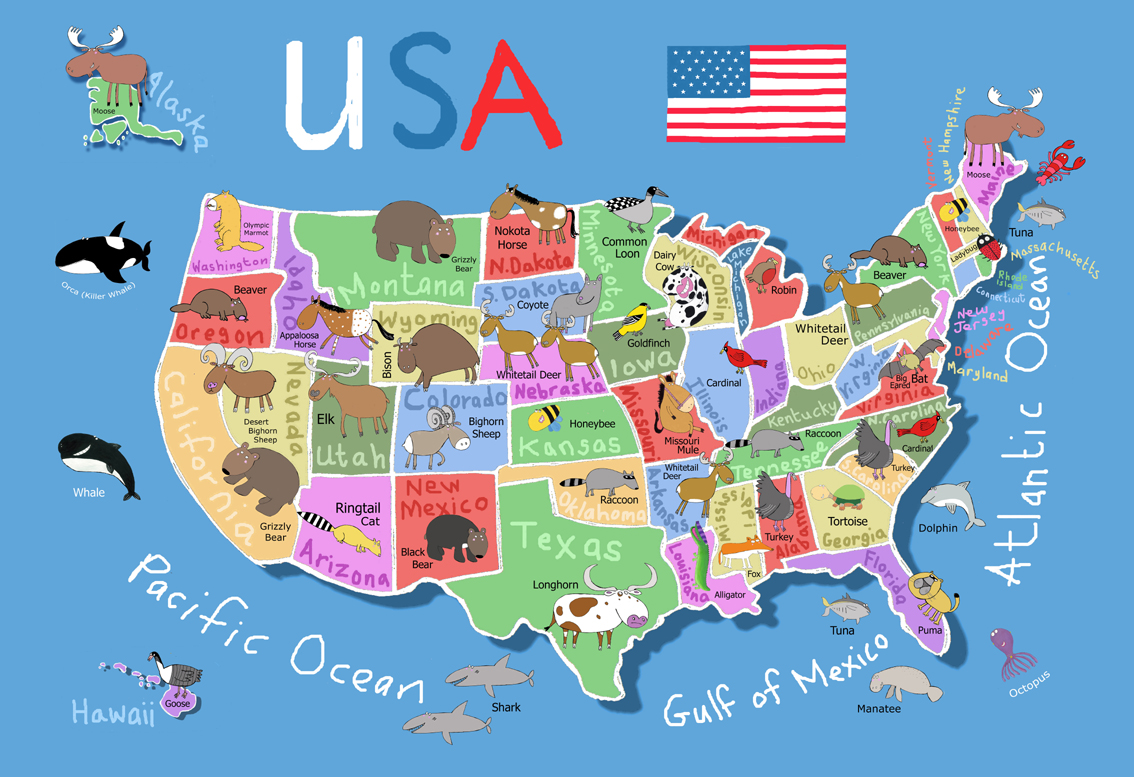 USA
Alaska
Moose
New Hampshire
Vermont
Moose
Maine
Tuna
Honeybee
Ladybug
Massachusetts
Rhode
Island
Connecticut
New York
Beaver
New
Jersey
Delaware
Maryland
Pennsylvania
Atlantic Ocean
Olympic
Marmot
Washington
Orca (Killer Whale)
Idaho
Grizzly
Bear
Montana
Nokota
Horse
N.Dakota
Minnesota
Common
Loon
Dairy
Cow
Wisconsin
Michigan
Lake
Michigan
Robin
Beaver
Oregon
Appaloosa
Horse
Wyoming
Bison
S.Dakota
Coyote
Goldfinch
Iowa
Whitetail Deer
Nebraska
Whitetail
Deer
Ohio
W.
Virginia
Big
Eared
Bat
Virginia
California
Desert
Bighorn
Sheep
Nevada
Elk
Utah
Colorado
Bighorn
Sheep
Honeybee
Kansas
Missouri
Missouri
Mule
Illinois
Cardinal
Indiana
Kentucky
Raccoon
Tennessee
N.Carolina
Cardinal
Turkey
S.Carolina
Whale
Grizzly
Bear
Ringtail
Cat
Arizona
New
Mexico
Black
Bear
Raccoon
Oklahoma
Texas
Longhorn
Whitetail
Deer
Arkansas
Louisiana
Alligator
Mississippi
Fox
Turkey
Alabama
Tortoise
Georgia
Dolphin
Florida
Puma
Tuna
Pacific Ocean
Hawaii
Goose
Shark
Gulf of Mexico
Manatee
Octopus